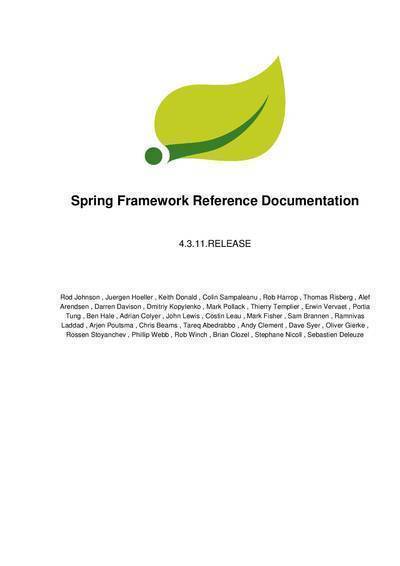 Spring Framework Reference Documentation
4.3.11.RELEASE
Rod Johnson , Juergen Hoeller , Keith Donald , Colin Sampaleanu , Rob Harrop , Thomas Risberg , Alef
Arendsen , Darren Davison , Dmitriy Kopylenko , Mark Pollack , Thierry Templier , Erwin Vervaet , Portia
Tung , Ben Hale , Adrian Colyer , John Lewis , Costin Leau , Mark Fisher , Sam Brannen , Ramnivas
Laddad , Arjen Poutsma , Chris Beams , Tareq Abedrabbo , Andy Clement , Dave Syer , Oliver Gierke ,
Rossen Stoyanchev , Phillip Webb , Rob Winch , Brian Clozel , Stephane Nicoll , Sebastien Deleuze